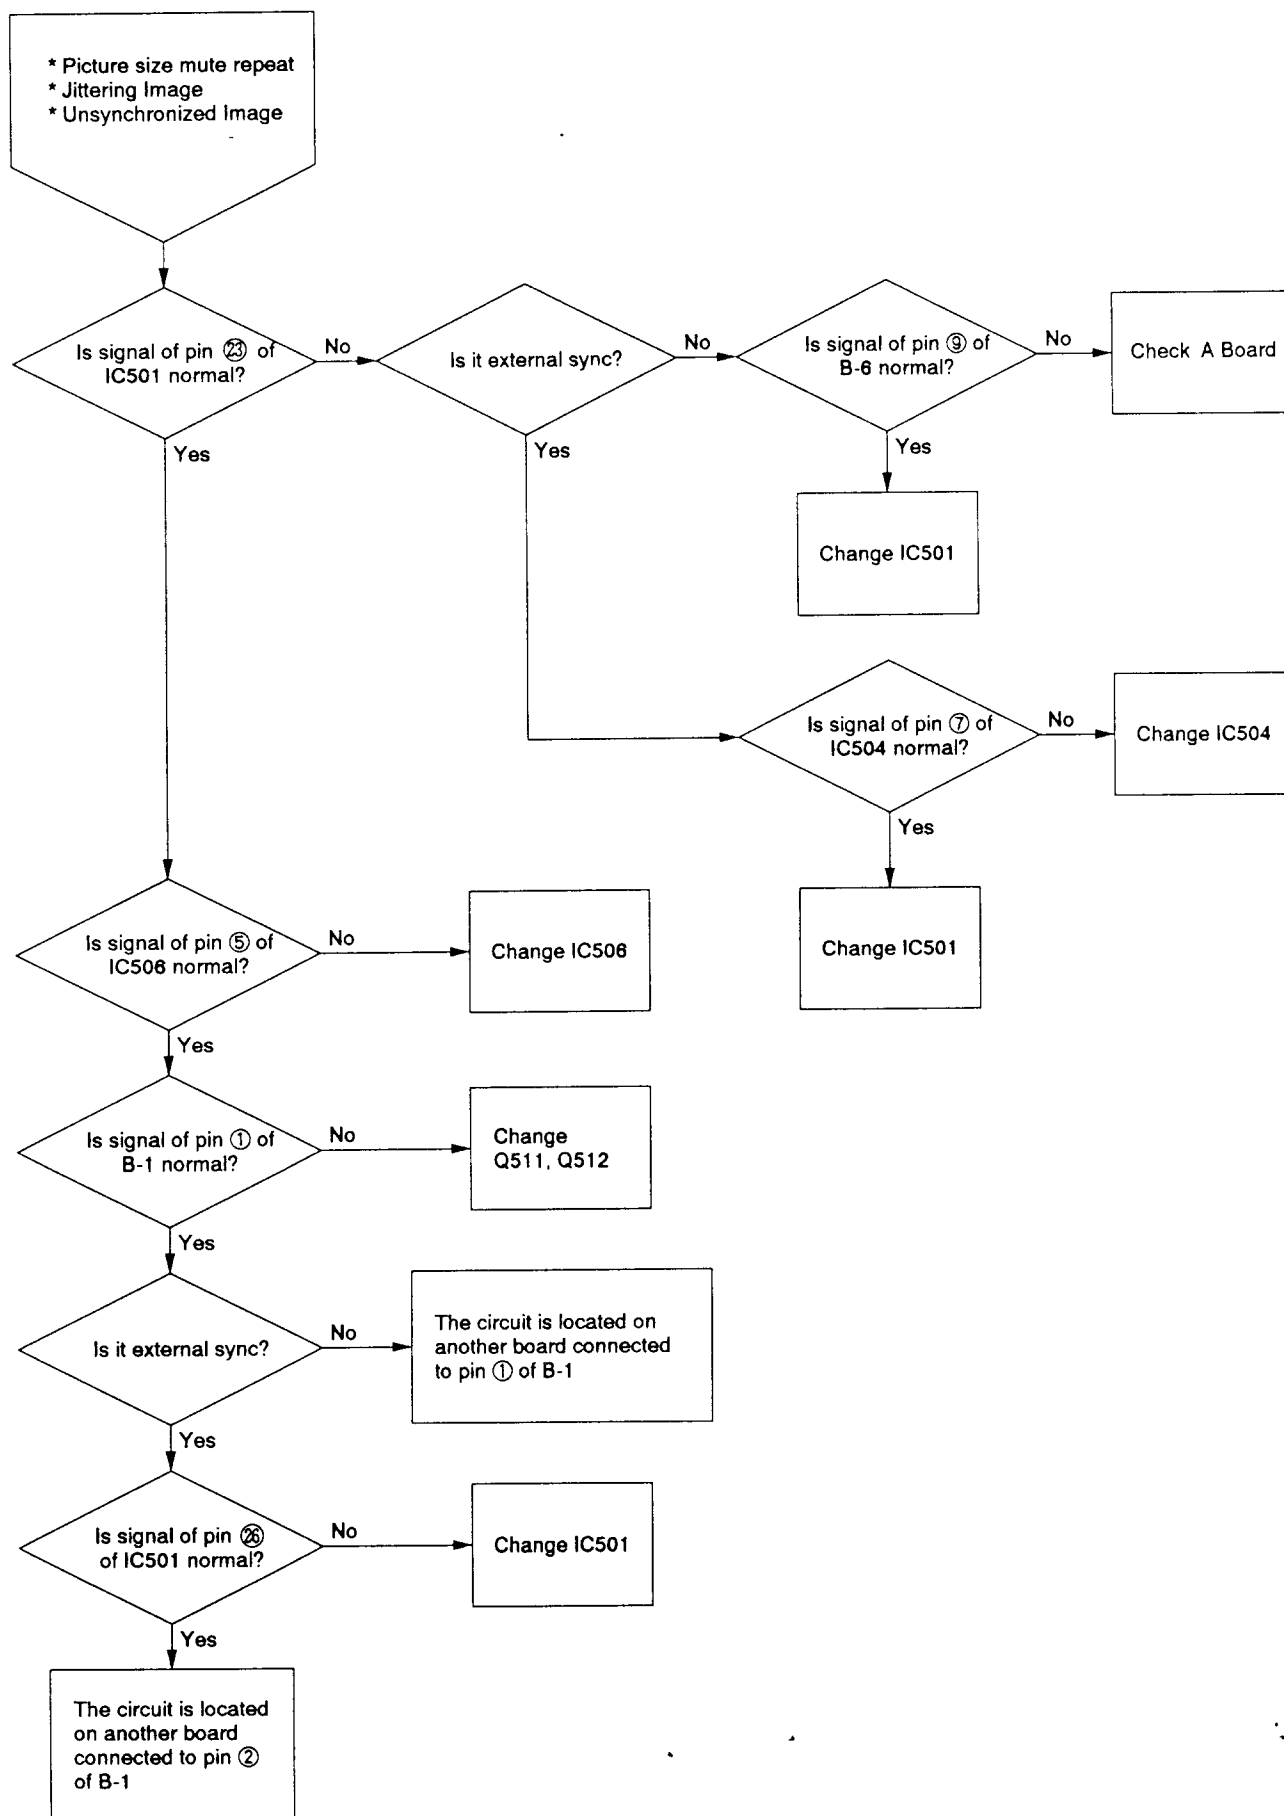 * Picture size mute repeat
* Jittering Image
* Unsynchronized Image
Is signal of pin ㉓ of
IC501 normal?
No
Yes
Is it external sync?
No
Yes
Is signal of pin ⑨ of
B-6 normal?
No
Yes
Check A Board
Change IC501
Is signal of pin ⑦ of
IC504 normal?
No
Yes
Change IC504
Change IC501
Is signal of pin ⑤ of
IC506 normal?
No
Yes
Change IC506
Is signal of pin ① of
B-1 normal?
No
Yes
Change
Q511, Q512
Is it external sync?
No
Yes
The circuit is located on
another board connected
to pin ① of B-1
Is signal of pin ㉖
of IC501 normal?
No
Yes
Change IC501
The circuit is located
on another board
connected to pin ②
of B-1